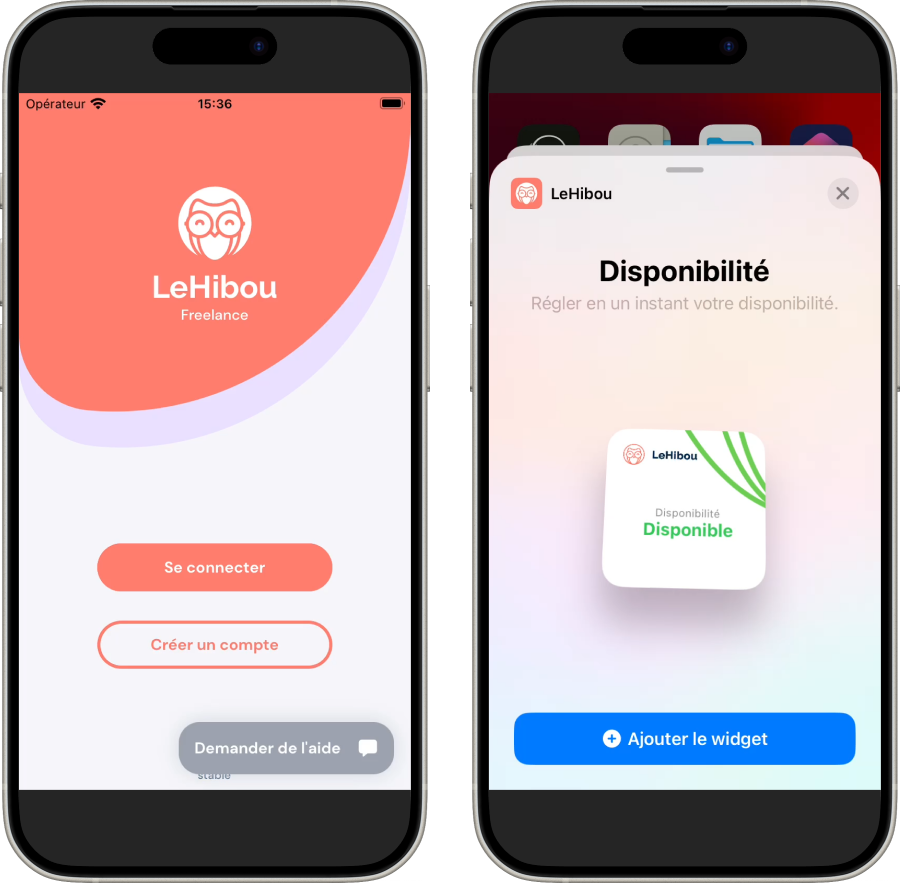 Opérateur
15:36
LeHibou
Freelance
Se connecter
Créer un compte
Demander de l'aide
stable
LeHibou
Disponibilité
Régler en un instant votre disponibilité.
LeHibou
Disponibilité
Disponible
Ajouter le widget